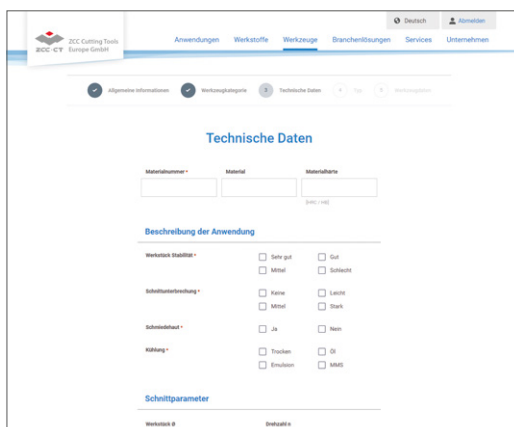 Deutsch Abmelden
ZCC Cutting Tools
Europe GmbH
ZCC-CT
Anwendungen Werkstoffe Werkzeuge Branchenlösungen Services Unternehmen
Allgemeine Informationen Werkzeugkategorie 3 Technische Daten 4 Typ 5 Werkzeugdaten
Technische Daten
Materialnummer * Material Materialhärte
[HRC / HB]
Beschreibung der Anwendung
Werkstück Stabilität * Sehr gut Gut
Mittel Schlecht
Schnittunterbrechung * Keine Leicht
Mittel Stark
Schmiedehaut * Ja Nein
Kühlung * Trocken Öl
Emulsion MMS
Schnittparameter
Werkstück Ø Drehzahl n